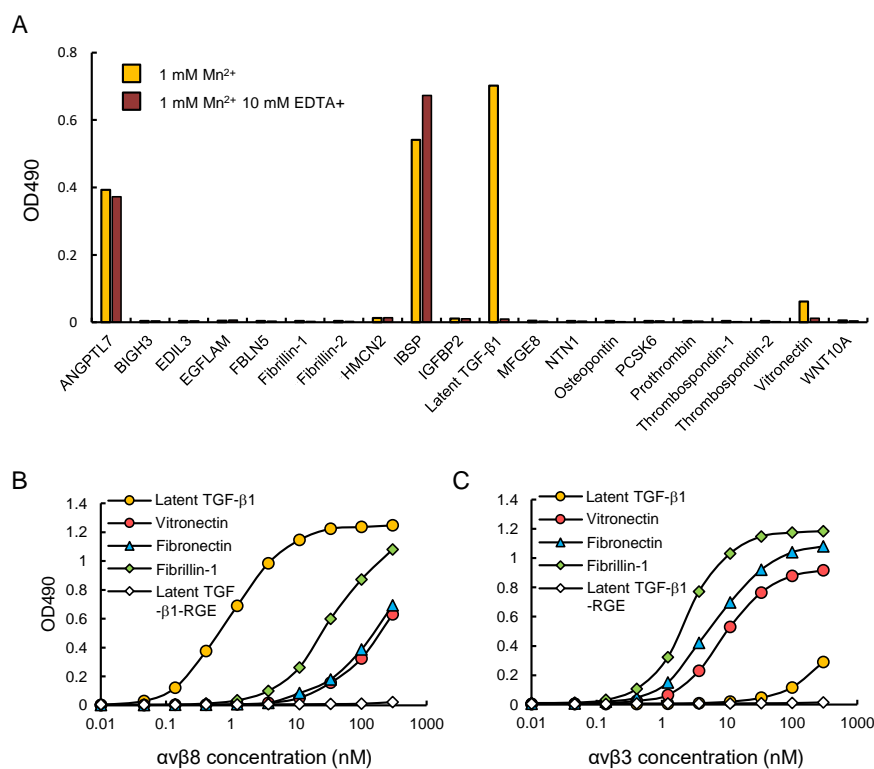 A
0.8
0.6
0.4
0.2
0
OD490
1 mM Mn²⁺
1 mM Mn²⁺ 10 mM EDTA+
ANGPTL7
BIGH3
EDIL3
EGFLAM
FBLN5
Fibrillin-1
Fibrillin-2
HMCN2
IBSP
IGFBP2
Latent TGF-β1
MFGE8
NTN1
Osteopontin
PCSK6
Prothrombin
Thrombospondin-1
Thrombospondin-2
Vitronectin
WNT10A
B
1.4
1.2
1
0.8
0.6
0.4
0.2
0
OD490
Latent TGF-β1
Vitronectin
Fibronectin
Fibrillin-1
Latent TGF
-β1-RGE
0.01 0.1 1 10 100 1000
αvβ8 concentration (nM)
C
1.4
1.2
1
0.8
0.6
0.4
0.2
0
Latent TGF-β1
Vitronectin
Fibronectin
Fibrillin-1
Latent TGF-β1
-RGE
0.01 0.1 1 10 100 1000
αvβ3 concentration (nM)